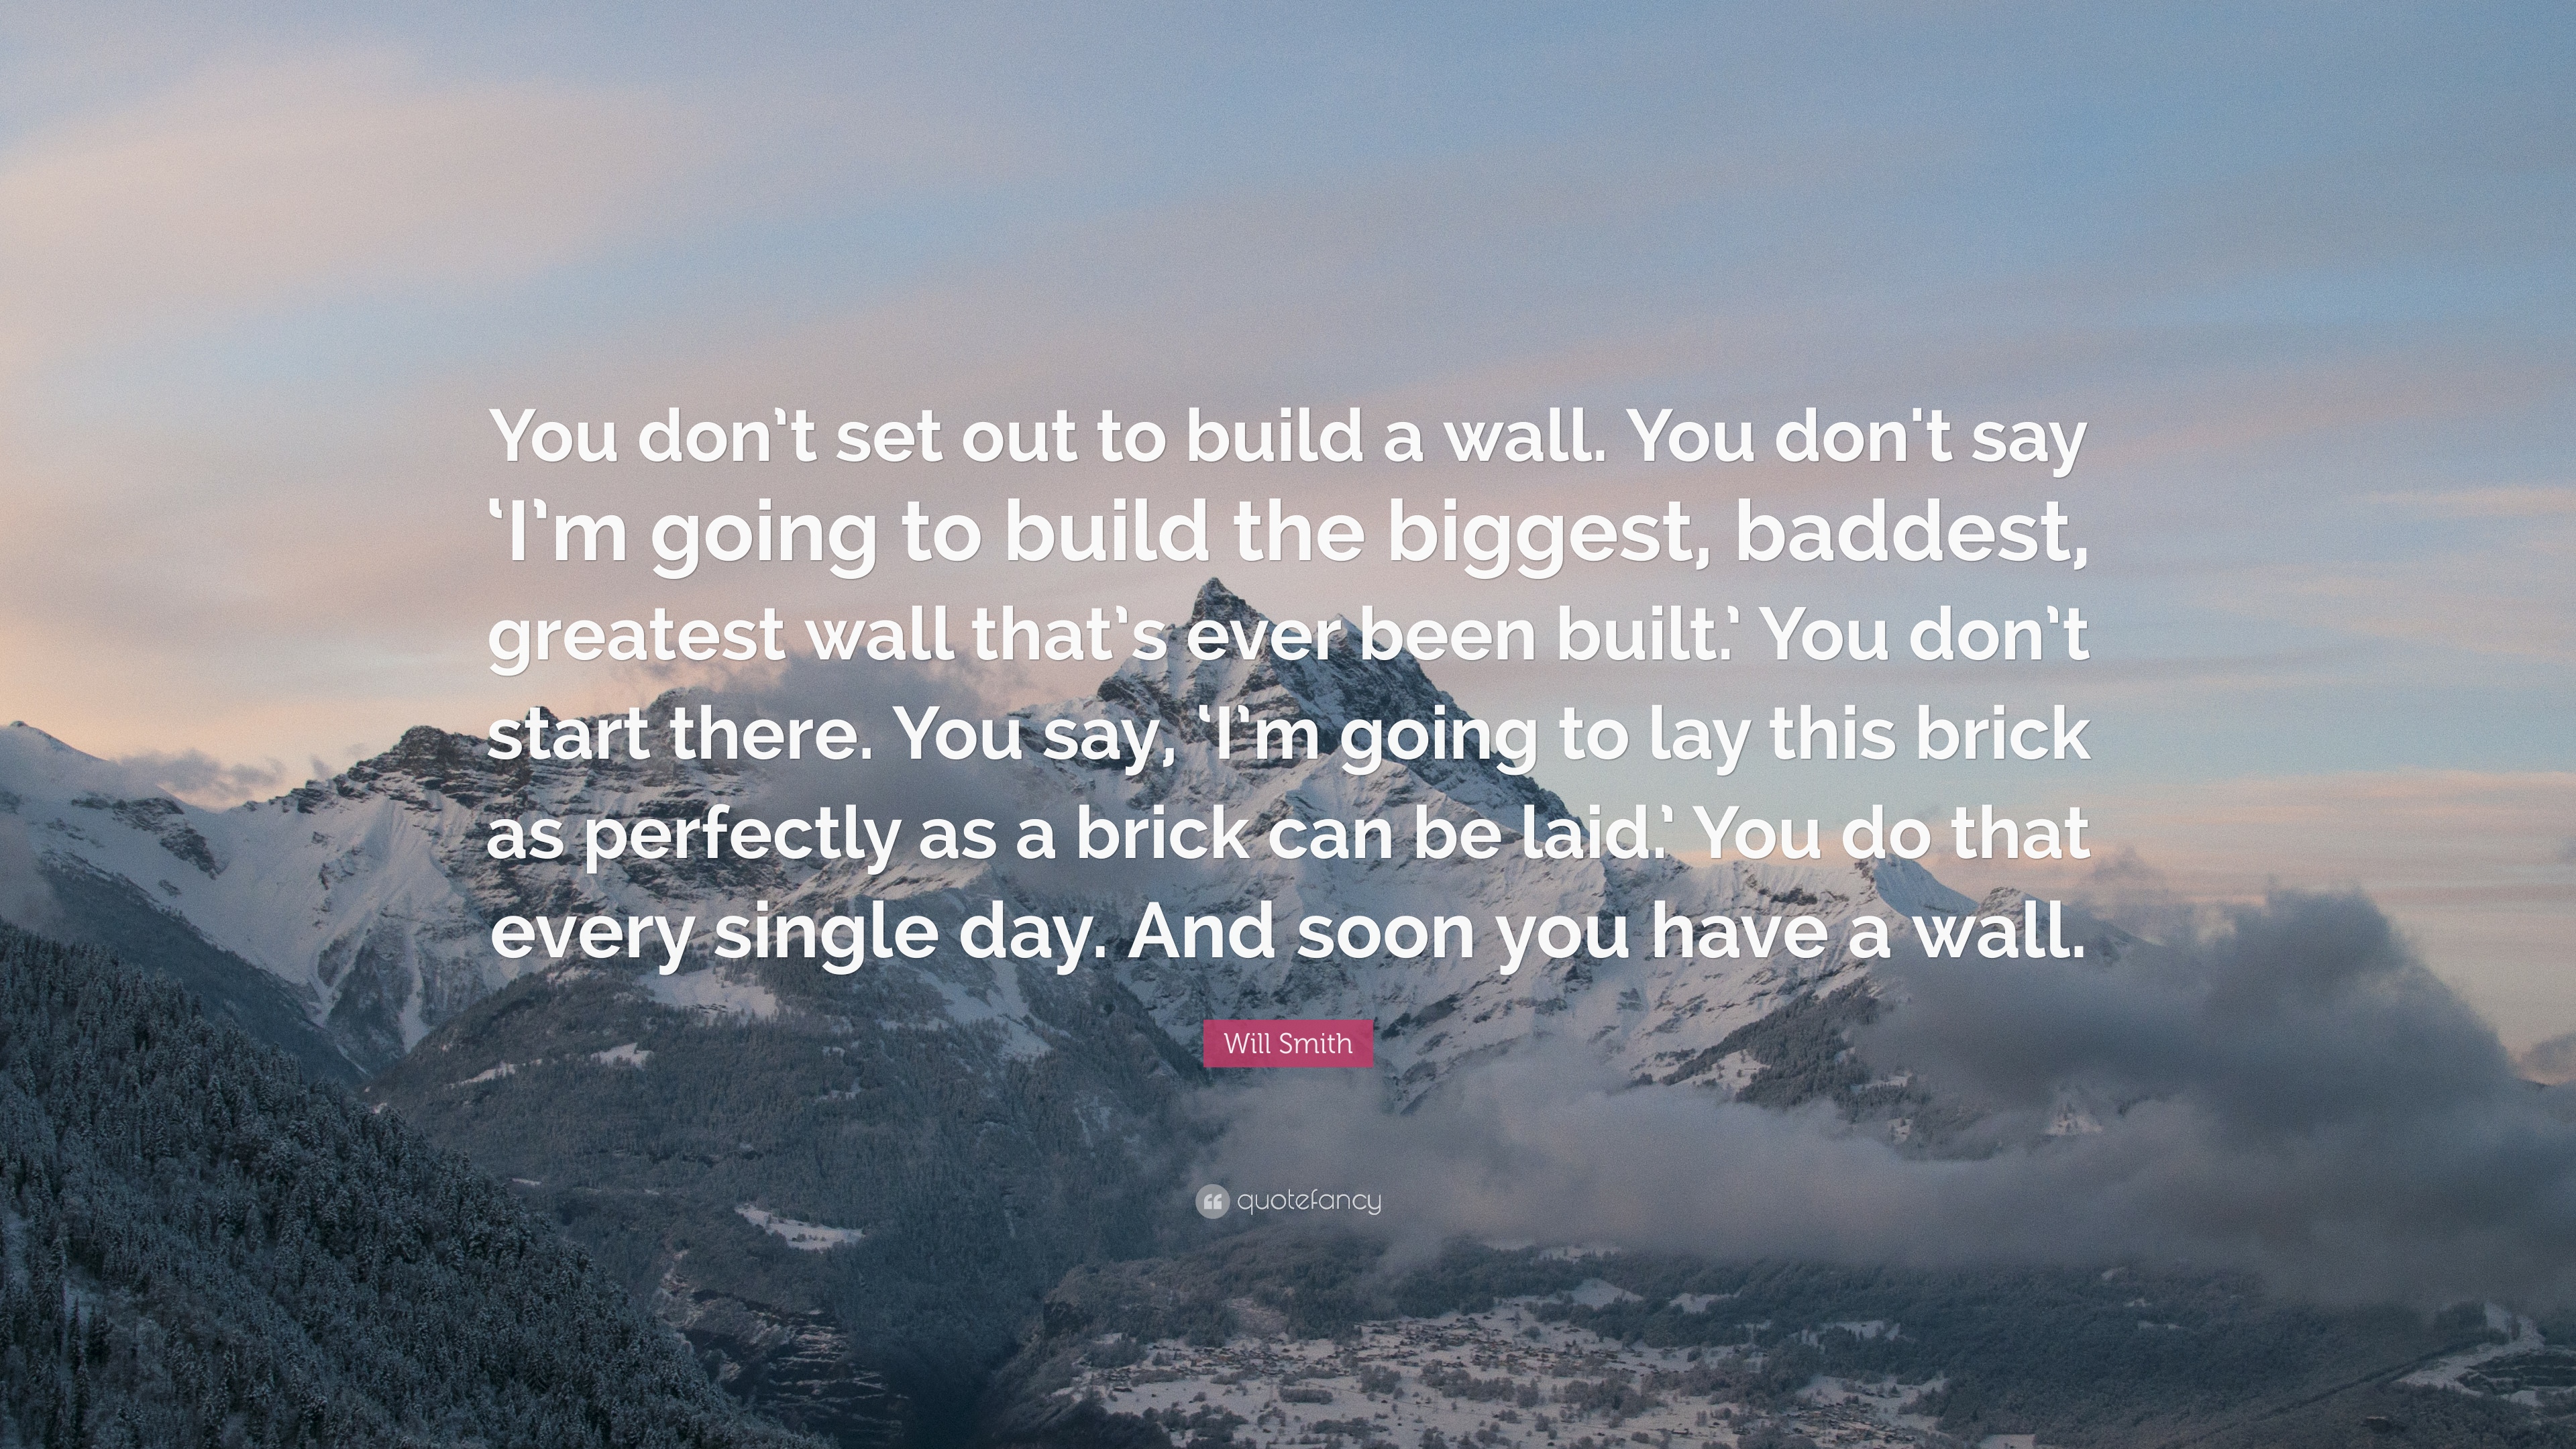 You don’t set out to build a wall. You don't say
‘I’m going to build the biggest, baddest,
greatest wall that’s ever been built.’ You don’t
start there. You say, ‘I’m going to lay this brick
as perfectly as a brick can be laid.’ You do that
every single day. And soon you have a wall.
Will Smith
quotefancy